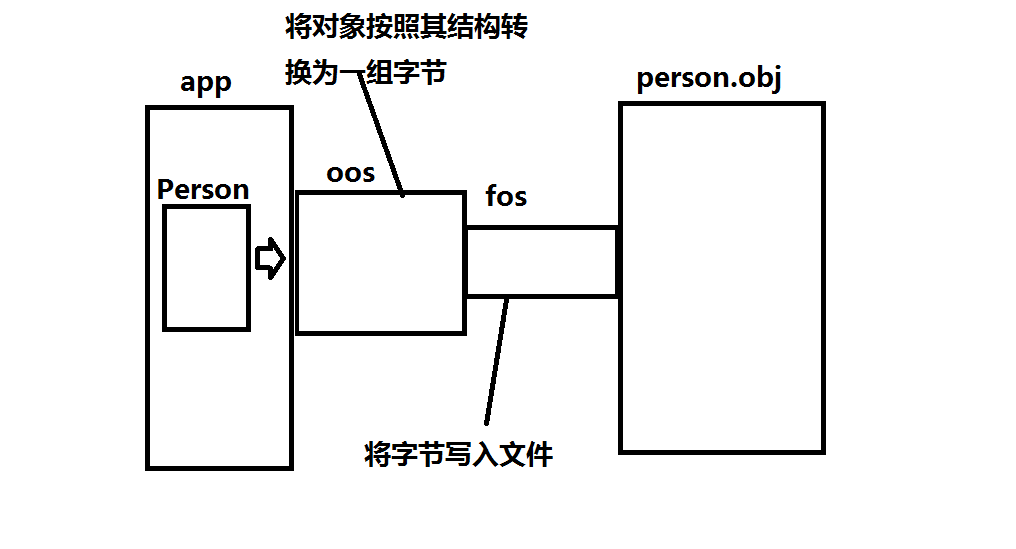 将对象按照其结构转
换为一组字节
app
person.obj
Person
oos
fos
将字节写入文件